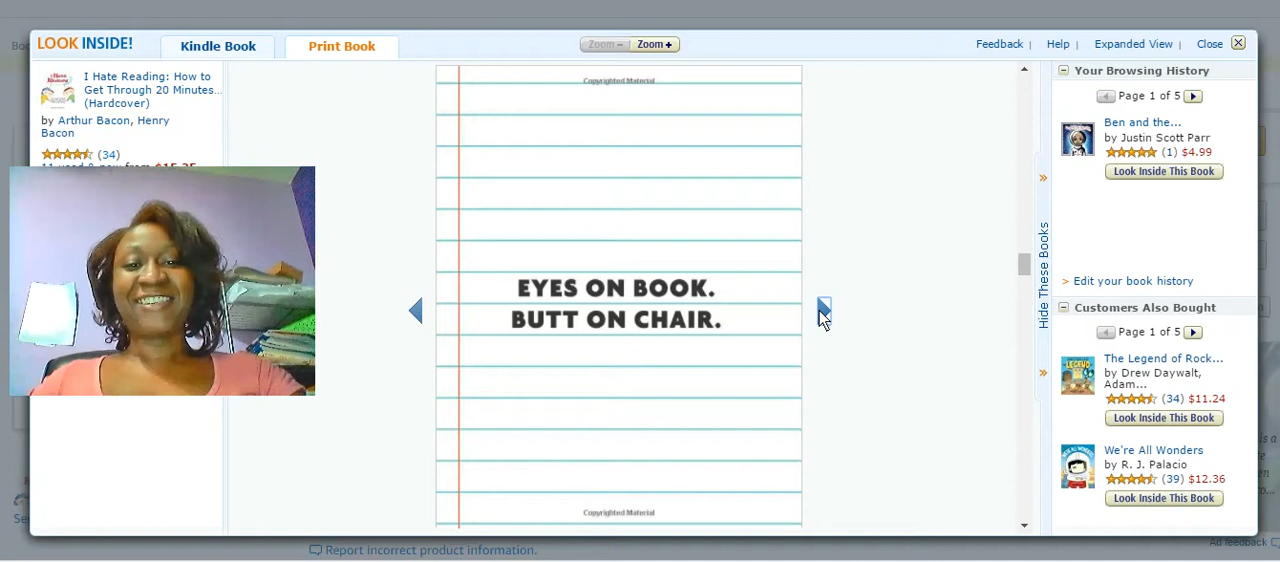 LOOK INSIDE!
Kindle Book
Print Book
Zoom −
Zoom +
Feedback |
Help |
Expanded View |
Close
I Hate Reading: How to
Get Through 20 Minutes...
(Hardcover)
by Arthur Bacon, Henry
Bacon
(34)
Copyrighted Material
EYES ON BOOK.
BUTT ON CHAIR.
Copyrighted Material
Hide These Books
Your Browsing History
Page 1 of 5
Ben and the...
by Justin Scott Parr
(1) $4.99
Look Inside This Book
> Edit your book history
Customers Also Bought
Page 1 of 5
The Legend of Rock...
by Drew Daywalt,
Adam...
(34) $11.24
Look Inside This Book
We're All Wonders
by R. J. Palacio
(39) $12.36
Look Inside This Book
Report incorrect product information.
Ad feedback